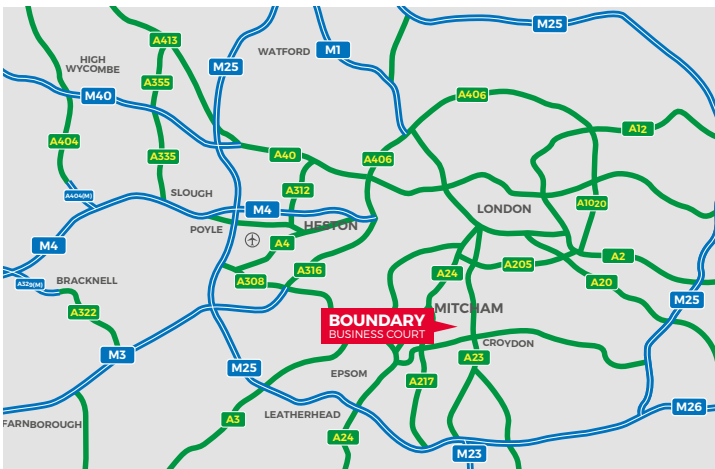 M25
A413
WATFORD
M1
HIGH
WYCOMBE
M25
A355
M40
A406
A12
A404
A335
A40
A406
A404(M)
SLOUGH
A312
M4
LONDON
A1020
POYLE
HESTON
M4
A4
A2
A24
A205
A316
A308
A20
BRACKNELL
A329(M)
M25
A322
MITCHAM
BOUNDARY
BUSINESS COURT
CROYDON
M3
A23
M25
EPSOM
A217
M26
A3
LEATHERHEAD
FARNBOROUGH
A24
M23